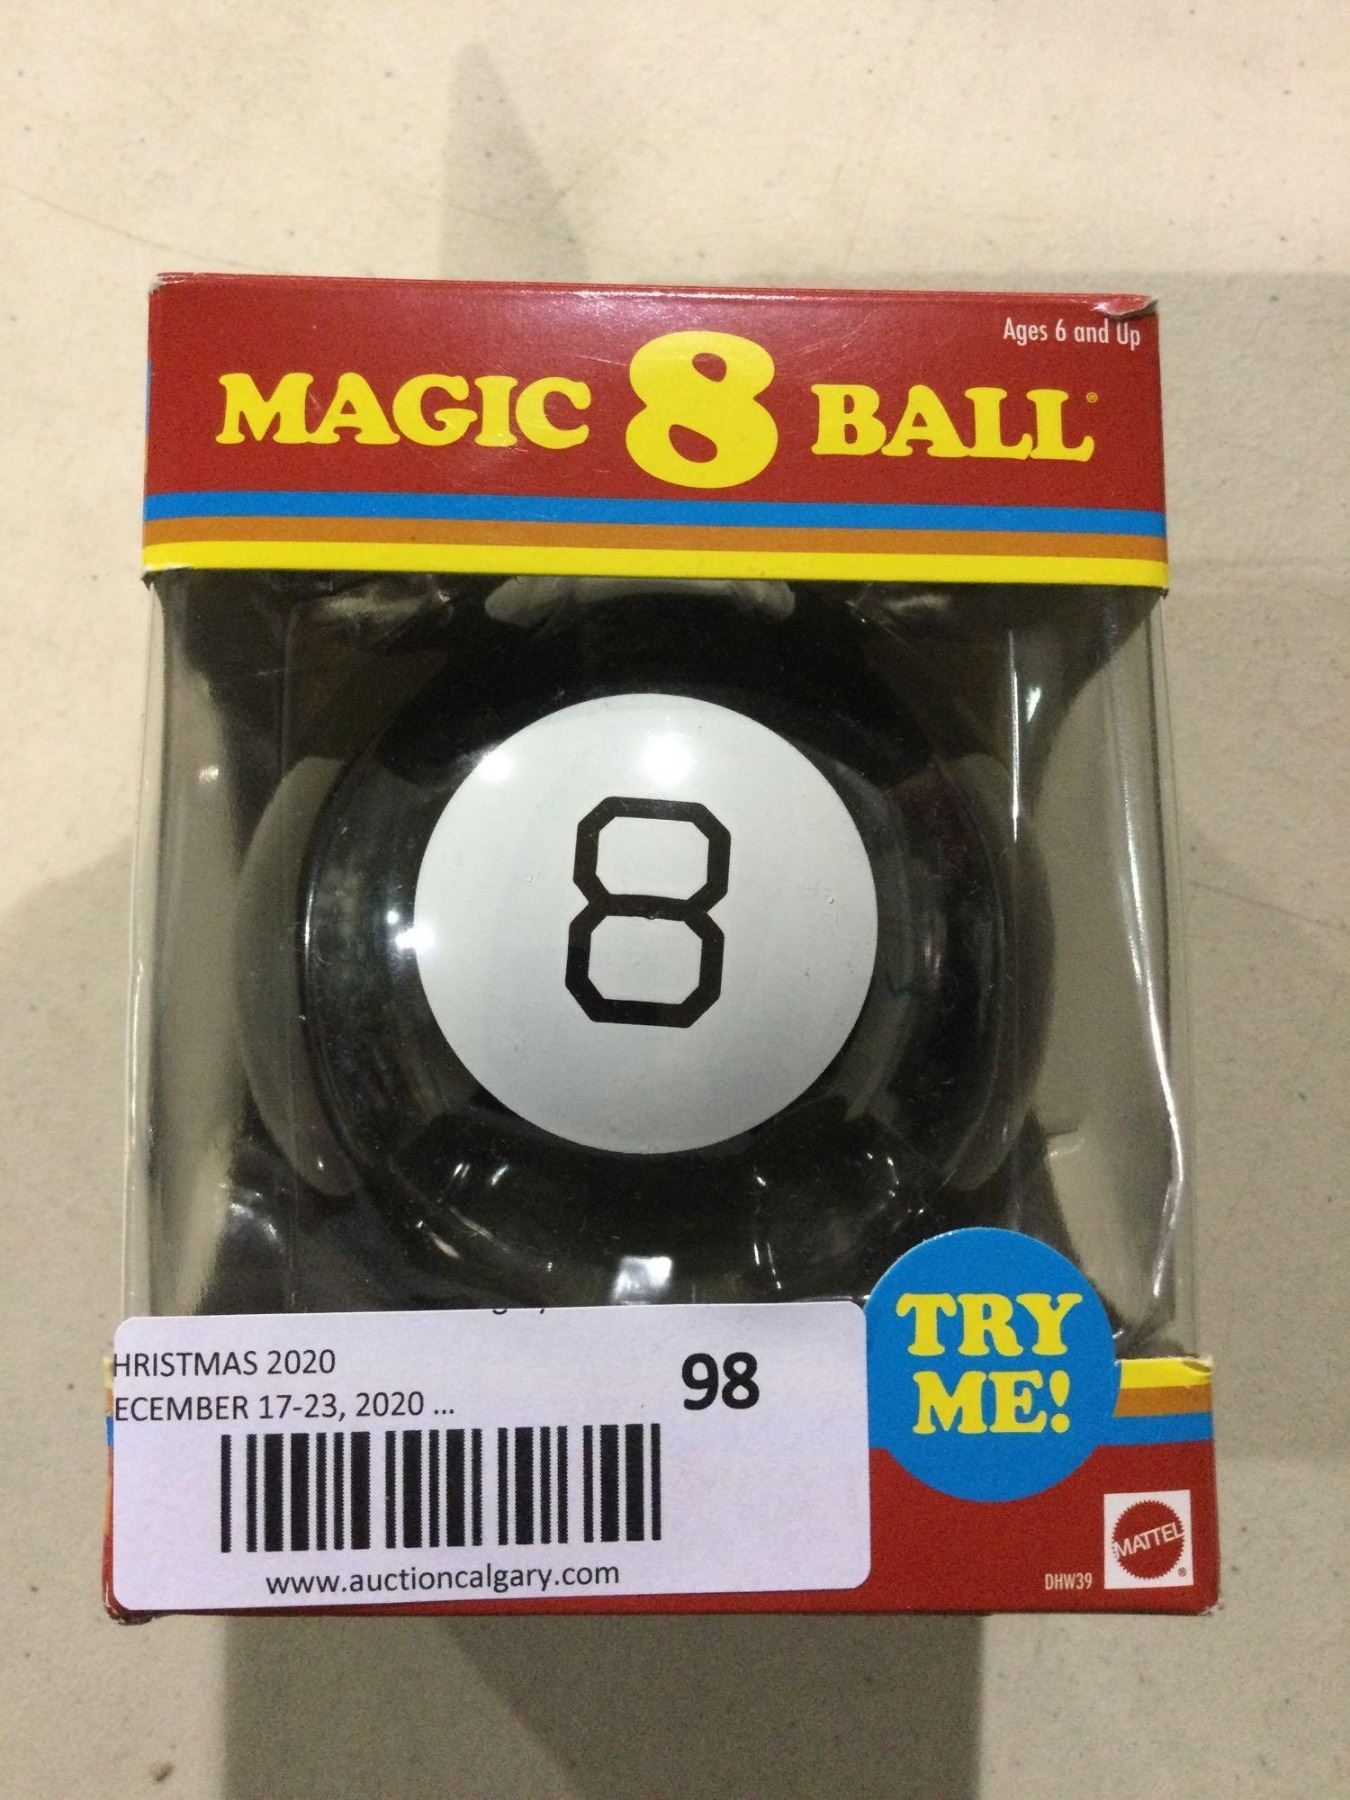 Ages 6 and Up
MAGIC 8 BALL®
8
TRY
ME!
HRISTMAS 2020
98
ECEMBER 17-23, 2020 ...
www.auctioncalgary.com
DHW39
MATTEL®